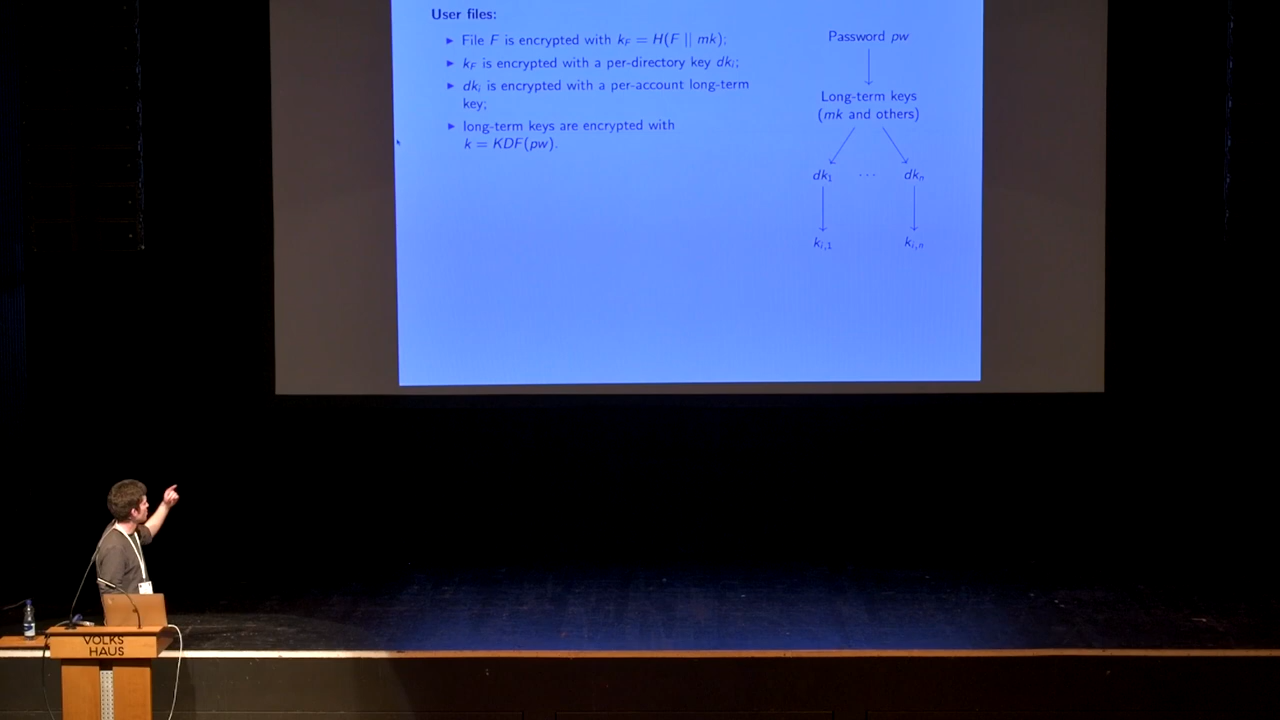 User files:
▶ File F is encrypted with k_F = H(F || mk);
▶ k_F is encrypted with a per-directory key dk_i;
▶ dk_i is encrypted with a per-account long-term
key;
▶ long-term keys are encrypted with
k = KDF(pw).
Password pw
Long-term keys
(mk and others)
dk_1 ... dk_n
k_{i,1} k_{i,n}
VOLKS
HAUS